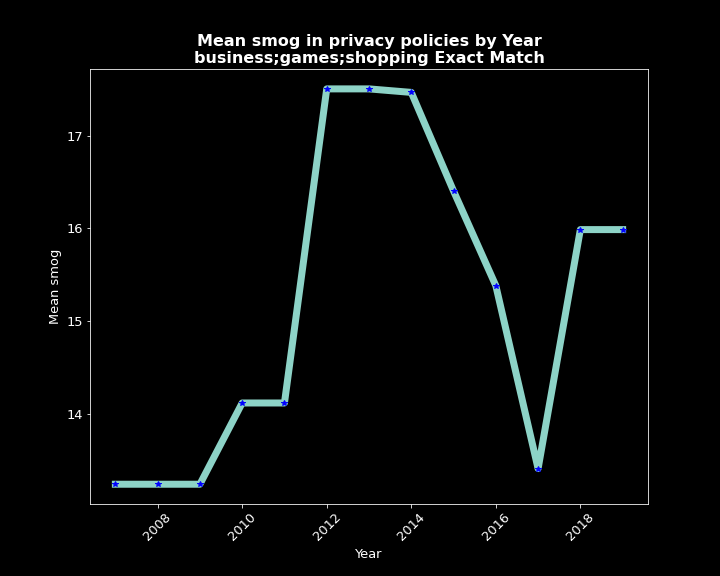 Mean smog in privacy policies by Year
business;games;shopping Exact Match
17
16
15
14
Mean smog
2008
2010
2012
2014
2016
2018
Year